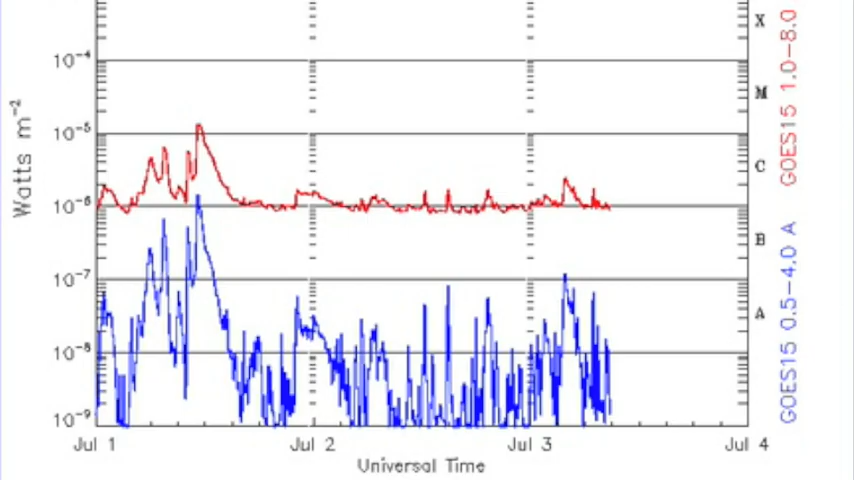 X
10⁻⁴
M
10⁻⁵
C
10⁻⁶
B
10⁻⁷
A
10⁻⁸
10⁻⁹
Watts m⁻²
GOES15 1.0-8.0
GOES15 0.5-4.0 A
Jul 1 Jul 2 Jul 3 Jul 4
Universal Time